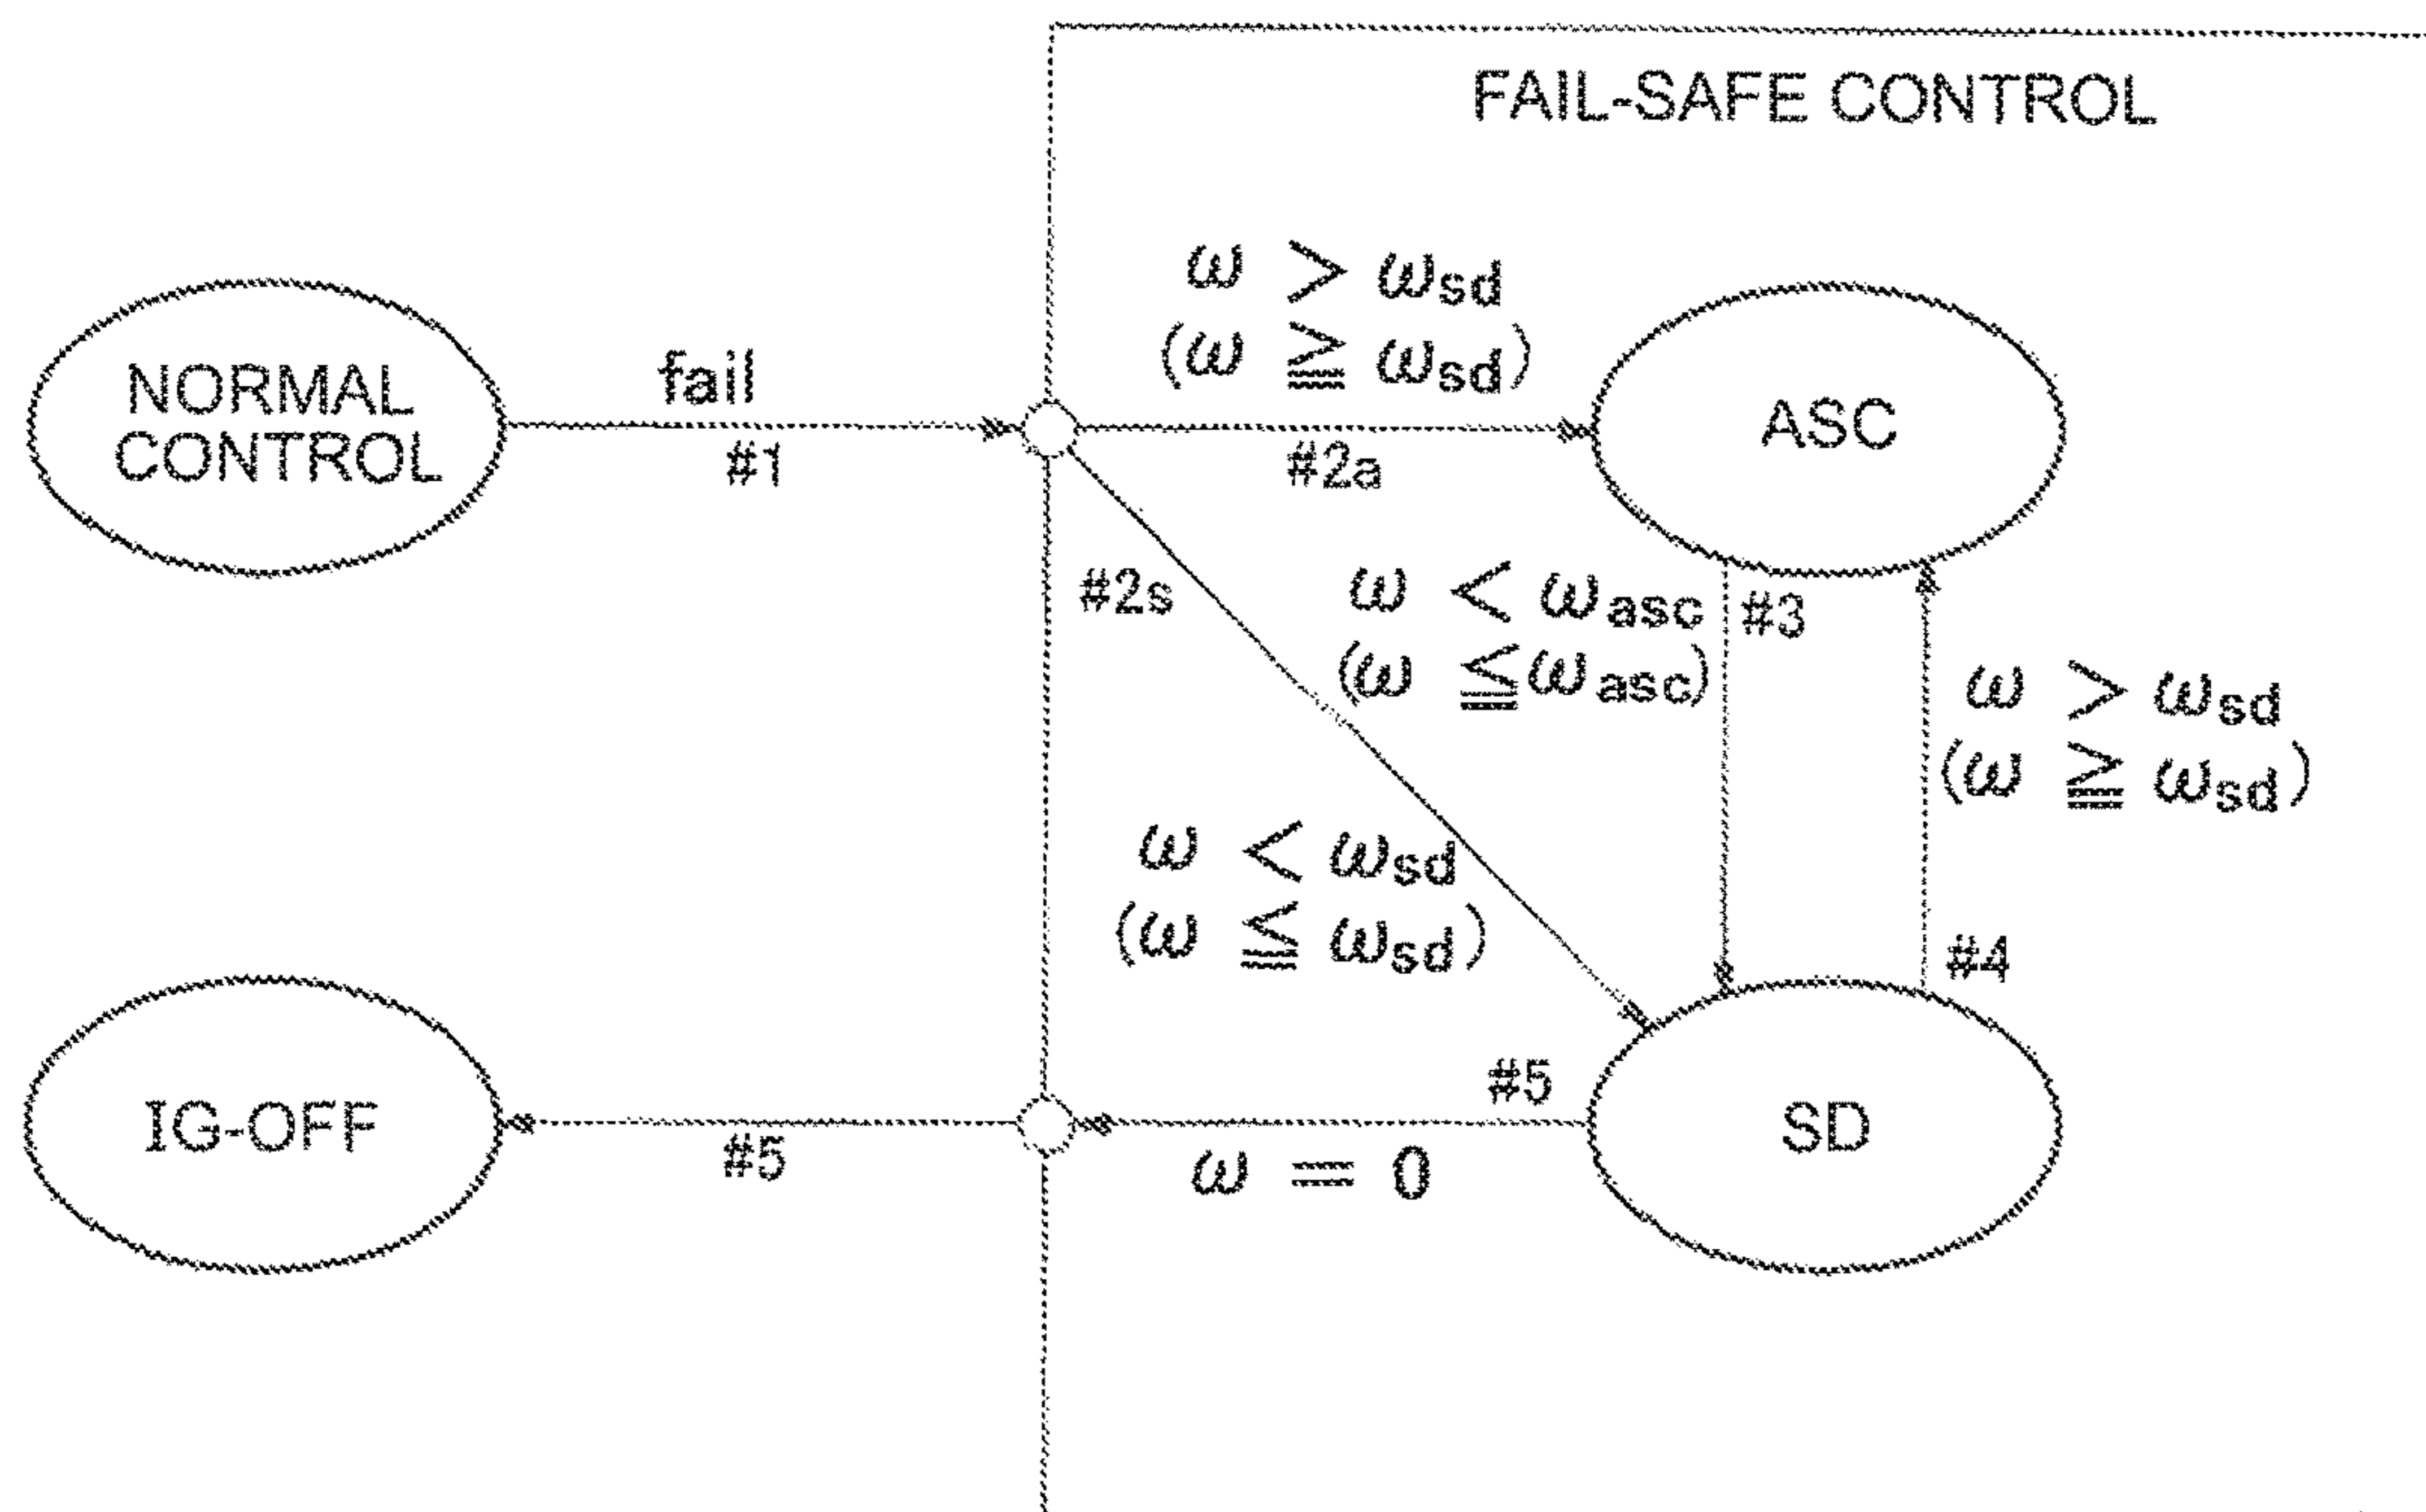 FAIL-SAFE CONTROL
NORMAL
CONTROL
fail
#1
ω > ωsd
(ω ≧ ωsd)
#2a
ASC
#2s
ω < ωasc
(ω ≦ωasc)
#3
ω > ωsd
(ω ≧ ωsd)
#4
ω < ωsd
(ω ≦ ωsd)
IG-OFF
#5
#5
ω = 0
SD